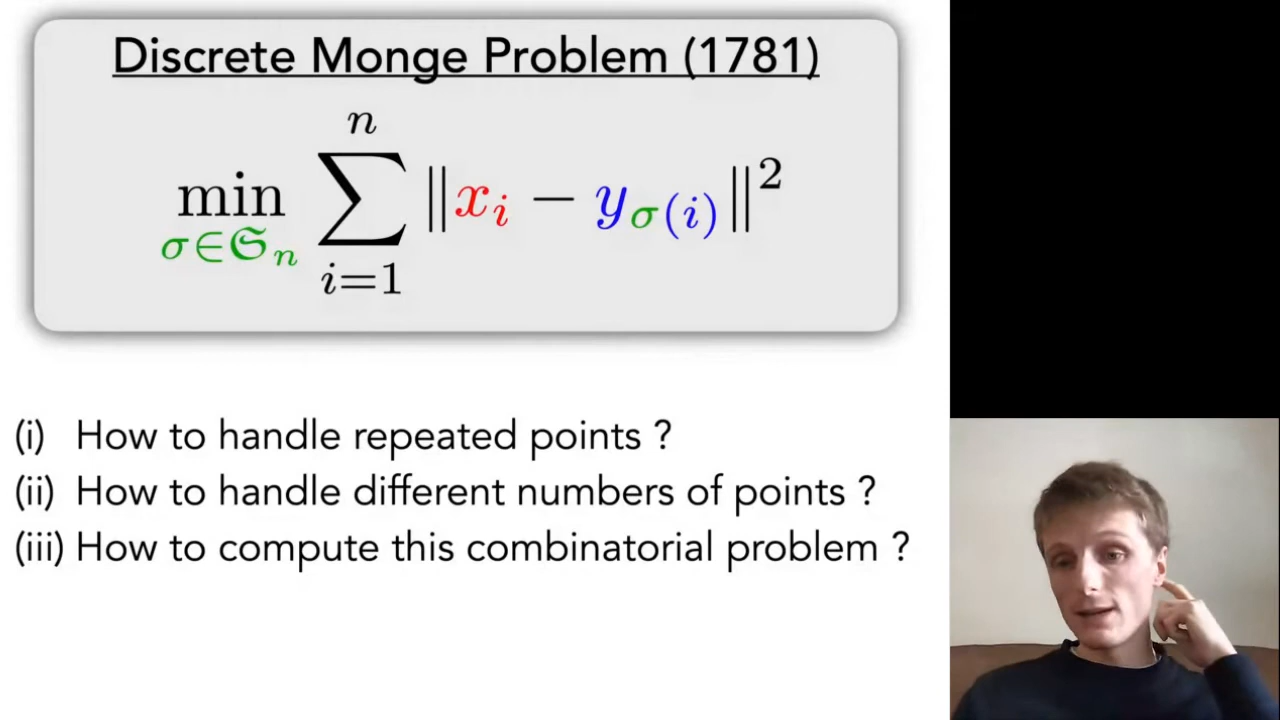 Discrete Monge Problem (1781)
min_{σ∈𝔖_n} ∑_{i=1}^{n} ‖x_i − y_{σ(i)}‖²
(i) How to handle repeated points ?
(ii) How to handle different numbers of points ?
(iii) How to compute this combinatorial problem ?